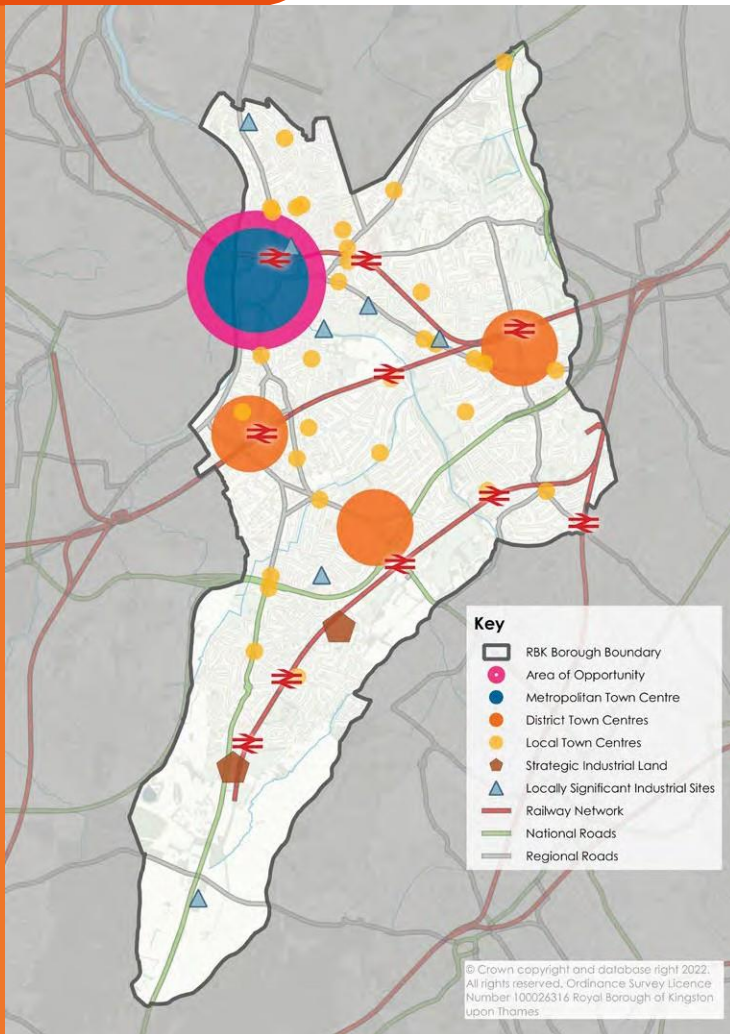 Key
RBK Borough Boundary
Area of Opportunity
Metropolitan Town Centre
District Town Centres
Local Town Centres
Strategic Industrial Land
Locally Significant Industrial Sites
Railway Network
National Roads
Regional Roads
© Crown copyright and database right 2022.
All rights reserved. Ordinance Survey Licence
Number 100026316 Royal Borough of Kingston
upon Thames